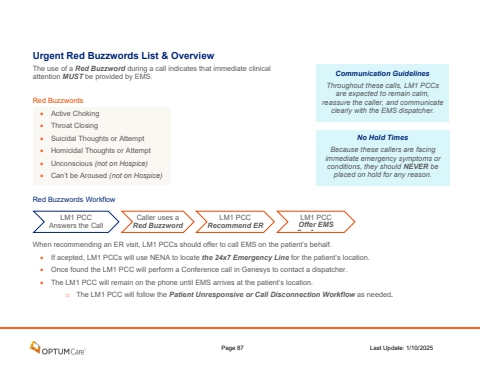 Urgent Red Buzzwords List & Overview
The use of a Red Buzzword during a call indicates that immediate clinical
attention MUST be provided by EMS.
Communication Guidelines
Throughout these calls, LM1 PCCs
are expected to remain calm,
reassure the caller, and communicate
clearly with the EMS dispatcher.
Red Buzzwords
• Active Choking
• Throat Closing
• Suicidal Thoughts or Attempt
• Homicidal Thoughts or Attempt
• Unconscious (not on Hospice)
• Can't be Aroused (not on Hospice)
No Hold Times
Because these callers are facing
immediate emergency symptoms or
conditions, they should NEVER be
placed on hold for any reason.
Red Buzzwords Workflow
LM1 PCC
Answers the Call
Caller uses a
Red Buzzword
LM1 PCC
Recommend ER
LM1 PCC
Offer EMS
When recommending an ER visit, LM1 PCCs should offer to call EMS on the patient's behalf.
• If acepted, LM1 PCCs will use NENA to locate the 24x7 Emergency Line for the patient's location.
• Once found the LM1 PCC will perform a Conference call in Genesys to contact a dispatcher.
• The LM1 PCC will remain on the phone until EMS arrives at the patient's location.
o The LM1 PCC will follow the Patient Unresponsive or Call Disconnection Workflow as needed.
OPTUM Care
Page 87
Last Update: 1/10/2025